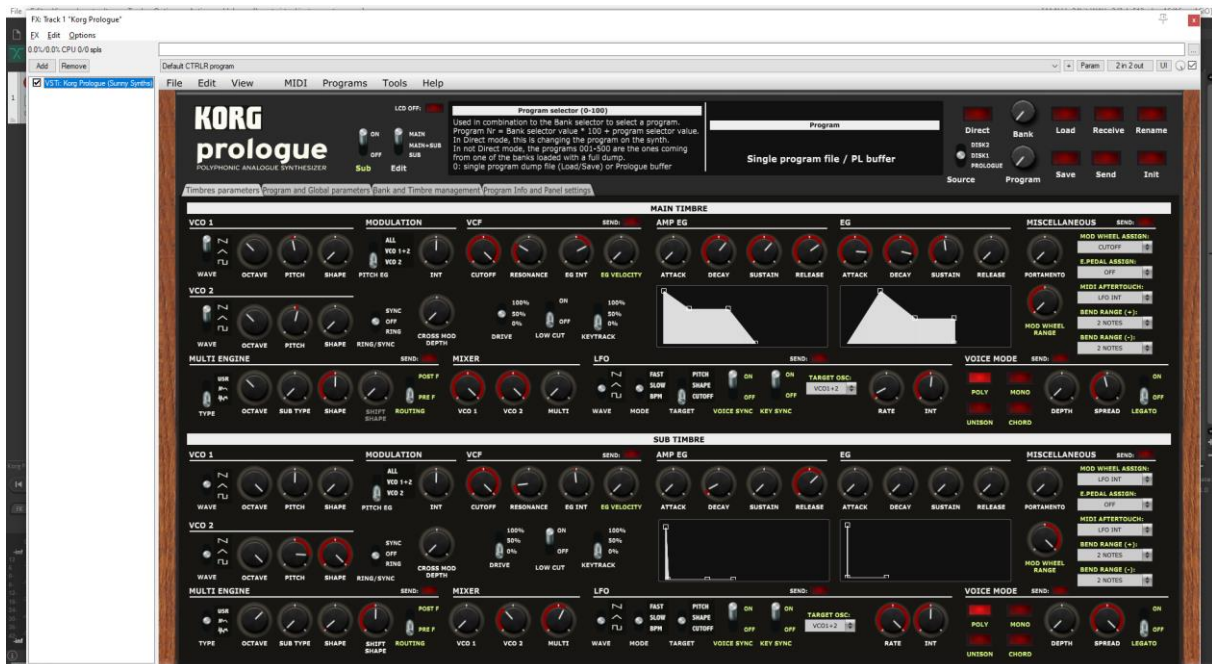 FX: Track 1 "Korg Prologue"
FX Edit Options
0.0%/0.0% CPU 0/0 spls
Add Remove
Default CTRLR program
+ Param 2 in 2 out UI
VSTi: Korg Prologue (Sunny Synths)
File Edit View MIDI Programs Tools Help
KORG
prologue
POLYPHONIC ANALOGUE SYNTHESIZER
LCD OFF:
ON
OFF
Sub
MAIN
MAIN+SUB
SUB
Edit
Program selector (0-100)
Used in combination to the Bank selector to select a program.
Program Nr = Bank selector value * 100 + program selector value.
In Direct mode, this is changing the program on the synth.
In not Direct mode, the programs 001-500 are the ones coming
from one of the banks loaded with a full dump.
0: single program dump file (Load/Save) or Prologue buffer
Program
Single program file / PL buffer
Direct Bank Load Receive Rename
DISK2
DISK1
PROLOGUE
Source Program Save Send Init
Timbres parameters Program and Global parameters Bank and Timbre management Program Info and Panel settings
MAIN TIMBRE
VCO 1 MODULATION VCF SEND: AMP EG EG MISCELLANEOUS SEND:
ALL
VCO 1+2
VCO 2
WAVE OCTAVE PITCH SHAPE PITCH EG INT CUTOFF RESONANCE EG INT EG VELOCITY ATTACK DECAY SUSTAIN RELEASE ATTACK DECAY SUSTAIN RELEASE PORTAMENTO
MOD WHEEL ASSIGN:
CUTOFF
E.PEDAL ASSIGN:
OFF
MIDI AFTERTOUCH:
LFO INT
BEND RANGE (+):
2 NOTES
BEND RANGE (-):
2 NOTES
MOD WHEEL
RANGE
VCO 2
SYNC
OFF
RING
100%
50%
0%
ON
OFF
100%
50%
0%
WAVE OCTAVE PITCH SHAPE RING/SYNC CROSS MOD
DEPTH
DRIVE LOW CUT KEYTRACK
MULTI ENGINE SEND: MIXER LFO SEND: VOICE MODE SEND:
USR
POST F
PRE F
FAST
SLOW
BPM
PITCH
SHAPE
CUTOFF
ON
OFF
ON
OFF
TARGET OSC:
VCO1+2
POLY MONO
UNISON CHORD
ON
OFF
TYPE OCTAVE SUB TYPE SHAPE SHIFT
SHAPE
ROUTING VCO 1 VCO 2 MULTI WAVE MODE TARGET VOICE SYNC KEY SYNC RATE INT DEPTH SPREAD LEGATO
SUB TIMBRE
VCO 1 MODULATION VCF SEND: AMP EG EG MISCELLANEOUS SEND:
ALL
VCO 1+2
VCO 2
WAVE OCTAVE PITCH SHAPE PITCH EG INT CUTOFF RESONANCE EG INT EG VELOCITY ATTACK DECAY SUSTAIN RELEASE ATTACK DECAY SUSTAIN RELEASE PORTAMENTO
MOD WHEEL ASSIGN:
CUTOFF
E.PEDAL ASSIGN:
OFF
MIDI AFTERTOUCH:
LFO INT
BEND RANGE (+):
2 NOTES
BEND RANGE (-):
2 NOTES
MOD WHEEL
RANGE
VCO 2
SYNC
OFF
RING
100%
50%
0%
ON
OFF
100%
50%
0%
WAVE OCTAVE PITCH SHAPE RING/SYNC CROSS MOD
DEPTH
DRIVE LOW CUT KEYTRACK
MULTI ENGINE SEND: MIXER LFO SEND: VOICE MODE SEND:
USR
POST F
PRE F
FAST
SLOW
BPM
PITCH
SHAPE
CUTOFF
ON
OFF
ON
OFF
TARGET OSC:
VCO1+2
POLY MONO
UNISON CHORD
ON
OFF
TYPE OCTAVE SUB TYPE SHAPE SHIFT
SHAPE
ROUTING VCO 1 VCO 2 MULTI WAVE MODE TARGET VOICE SYNC KEY SYNC RATE INT DEPTH SPREAD LEGATO